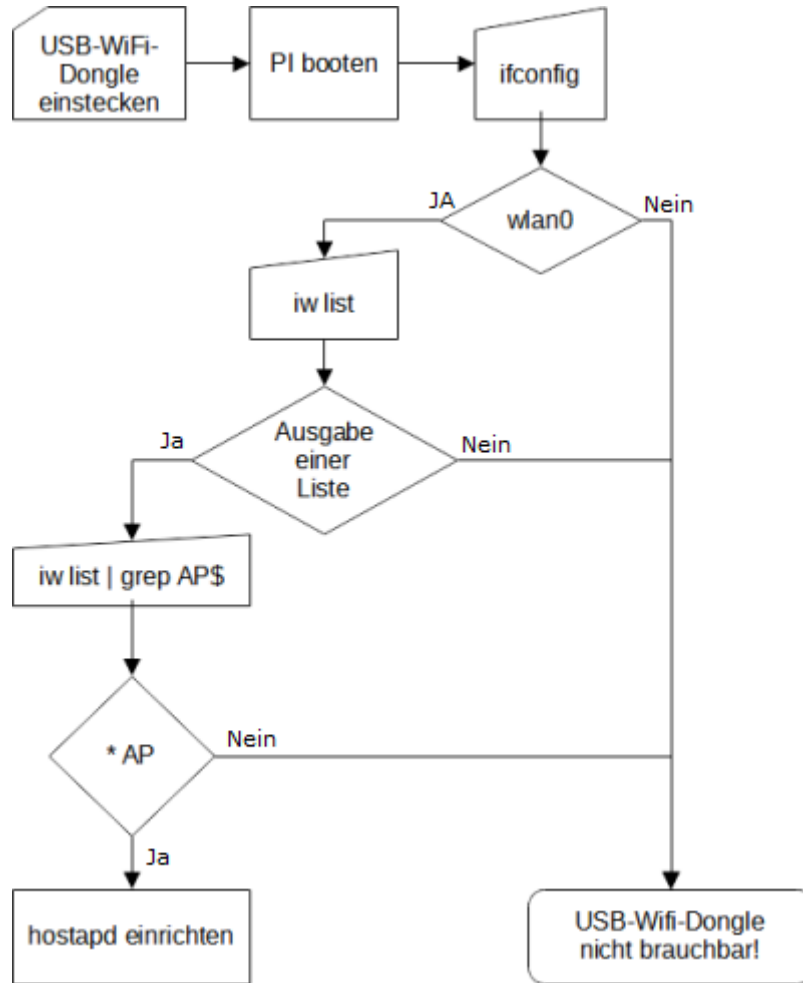 USB-WiFi-
Dongle
einstecken
PI booten
ifconfig
wlan0
JA
Nein
iw list
Ausgabe
einer
Liste
Ja
Nein
iw list | grep AP$
* AP
Nein
Ja
hostapd einrichten
USB-Wifi-Dongle
nicht brauchbar!